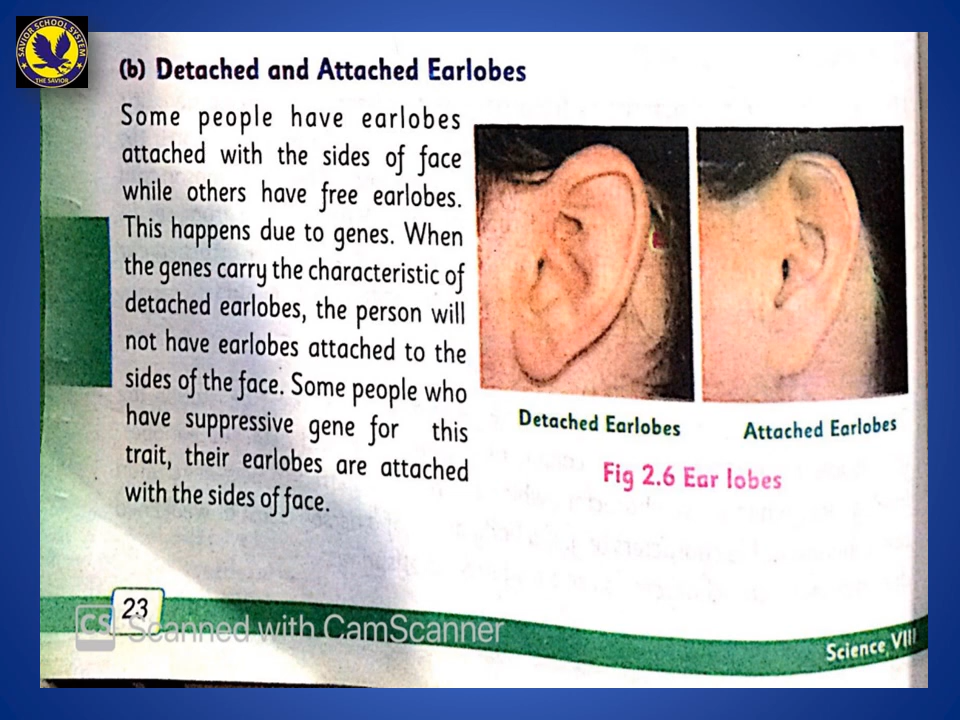 SAVIOR SCHOOL SYSTEM
THE SAVIOR
(b) Detached and Attached Earlobes
Some people have earlobes
attached with the sides of face
while others have free earlobes.
This happens due to genes. When
the genes carry the characteristic of
detached earlobes, the person will
not have earlobes attached to the
sides of the face. Some people who
have suppressive gene for this
trait, their earlobes are attached
with the sides of face.
Detached Earlobes
Attached Earlobes
Fig 2.6 Ear lobes
23
CS Scanned with CamScanner
Science VIII